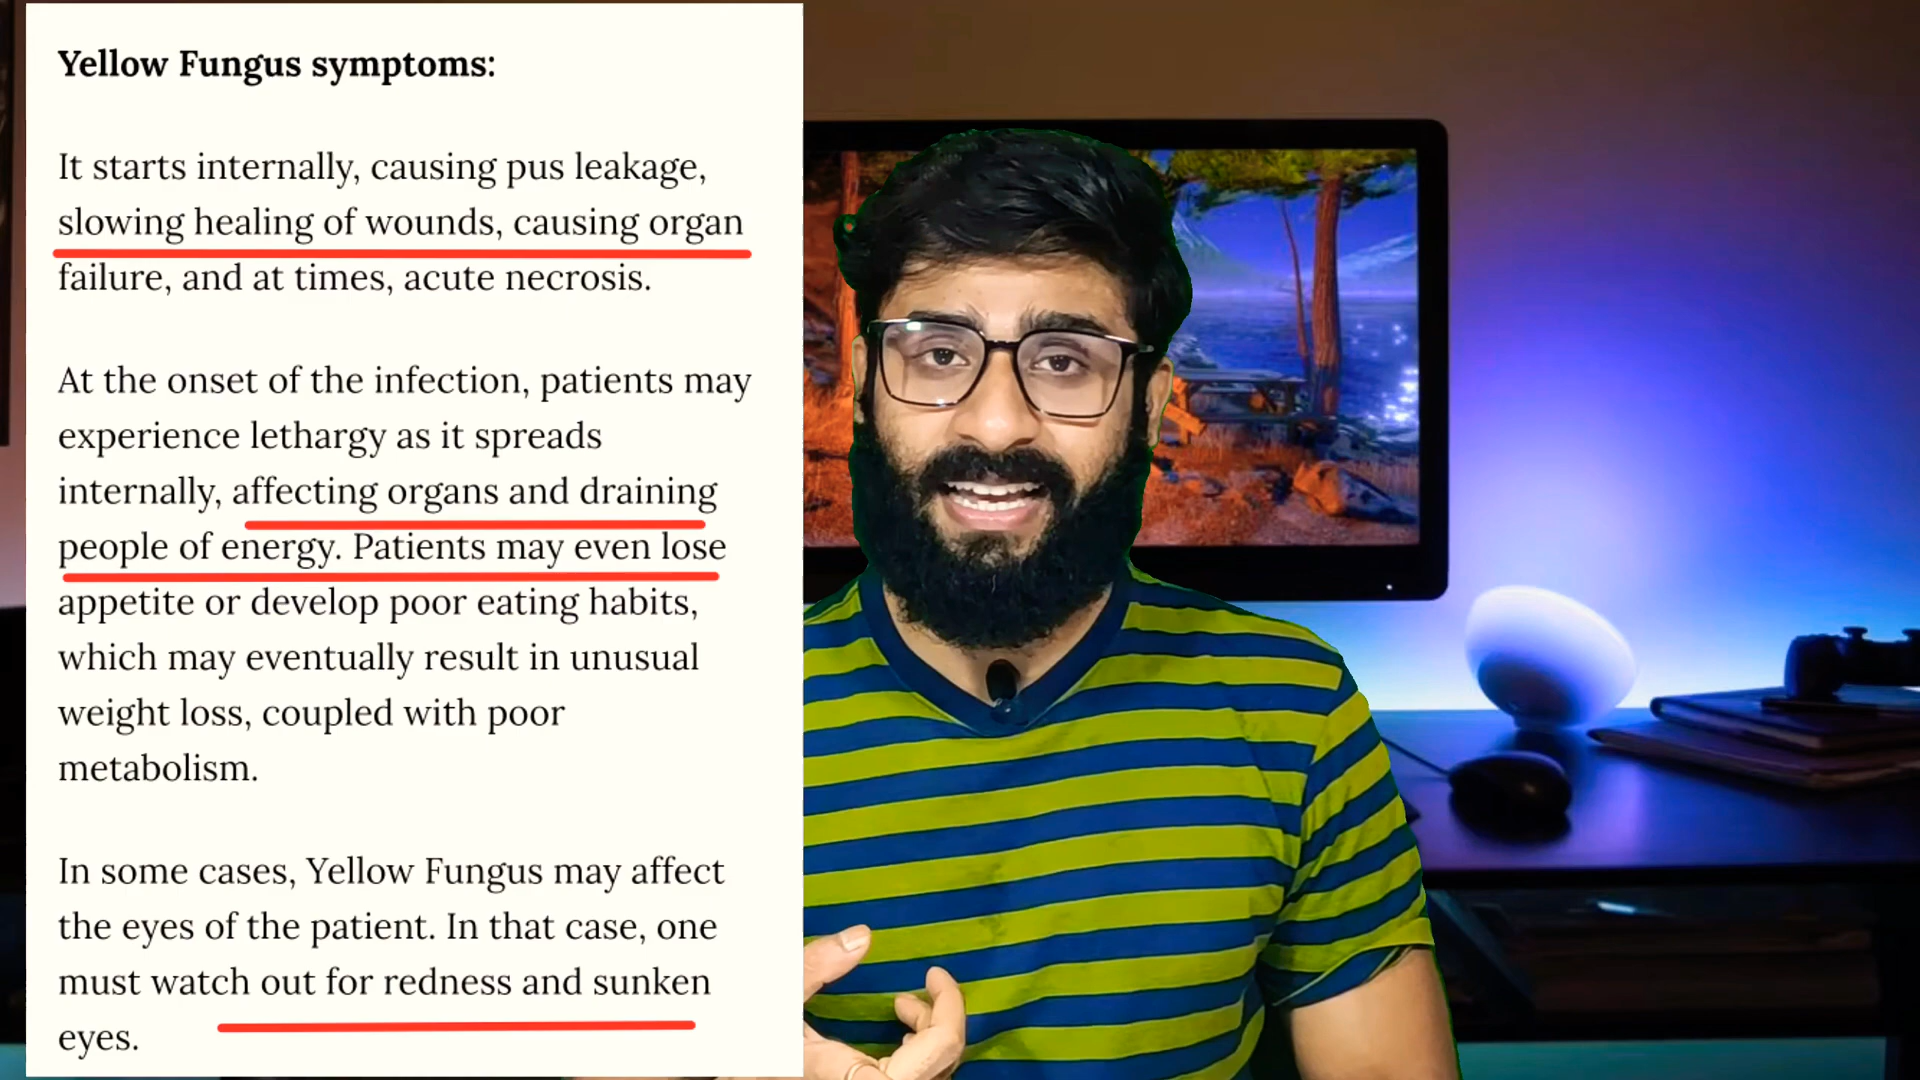 Yellow Fungus symptoms:
It starts internally, causing pus leakage,
slowing healing of wounds, causing organ
failure, and at times, acute necrosis.
At the onset of the infection, patients may
experience lethargy as it spreads
internally, affecting organs and draining
people of energy. Patients may even lose
appetite or develop poor eating habits,
which may eventually result in unusual
weight loss, coupled with poor
metabolism.
In some cases, Yellow Fungus may affect
the eyes of the patient. In that case, one
must watch out for redness and sunken
eyes.